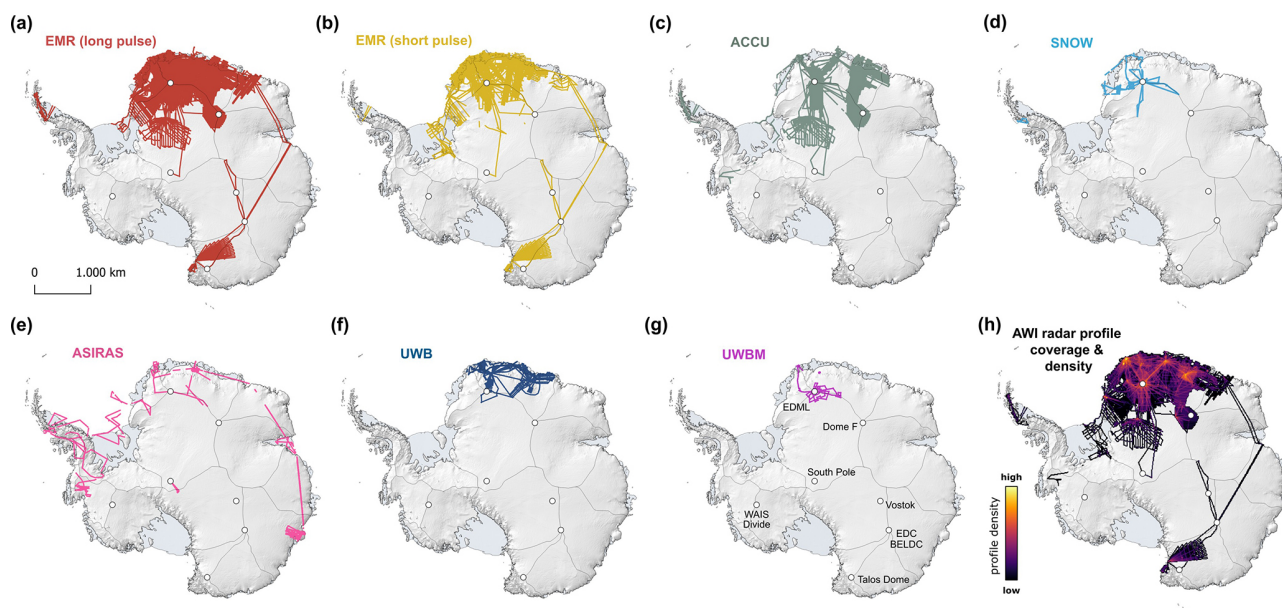 (a)
EMR (long pulse)
(b)
EMR (short pulse)
(c)
ACCU
(d)
SNOW
0
1.000 km
(e)
ASIRAS
(f)
UWB
(g)
UWBM
EDML
Dome F
South Pole
WAIS
Divide
Vostok
EDC
BELDC
Talos Dome
(h)
AWI radar profile
coverage &
density
high
profile density
low